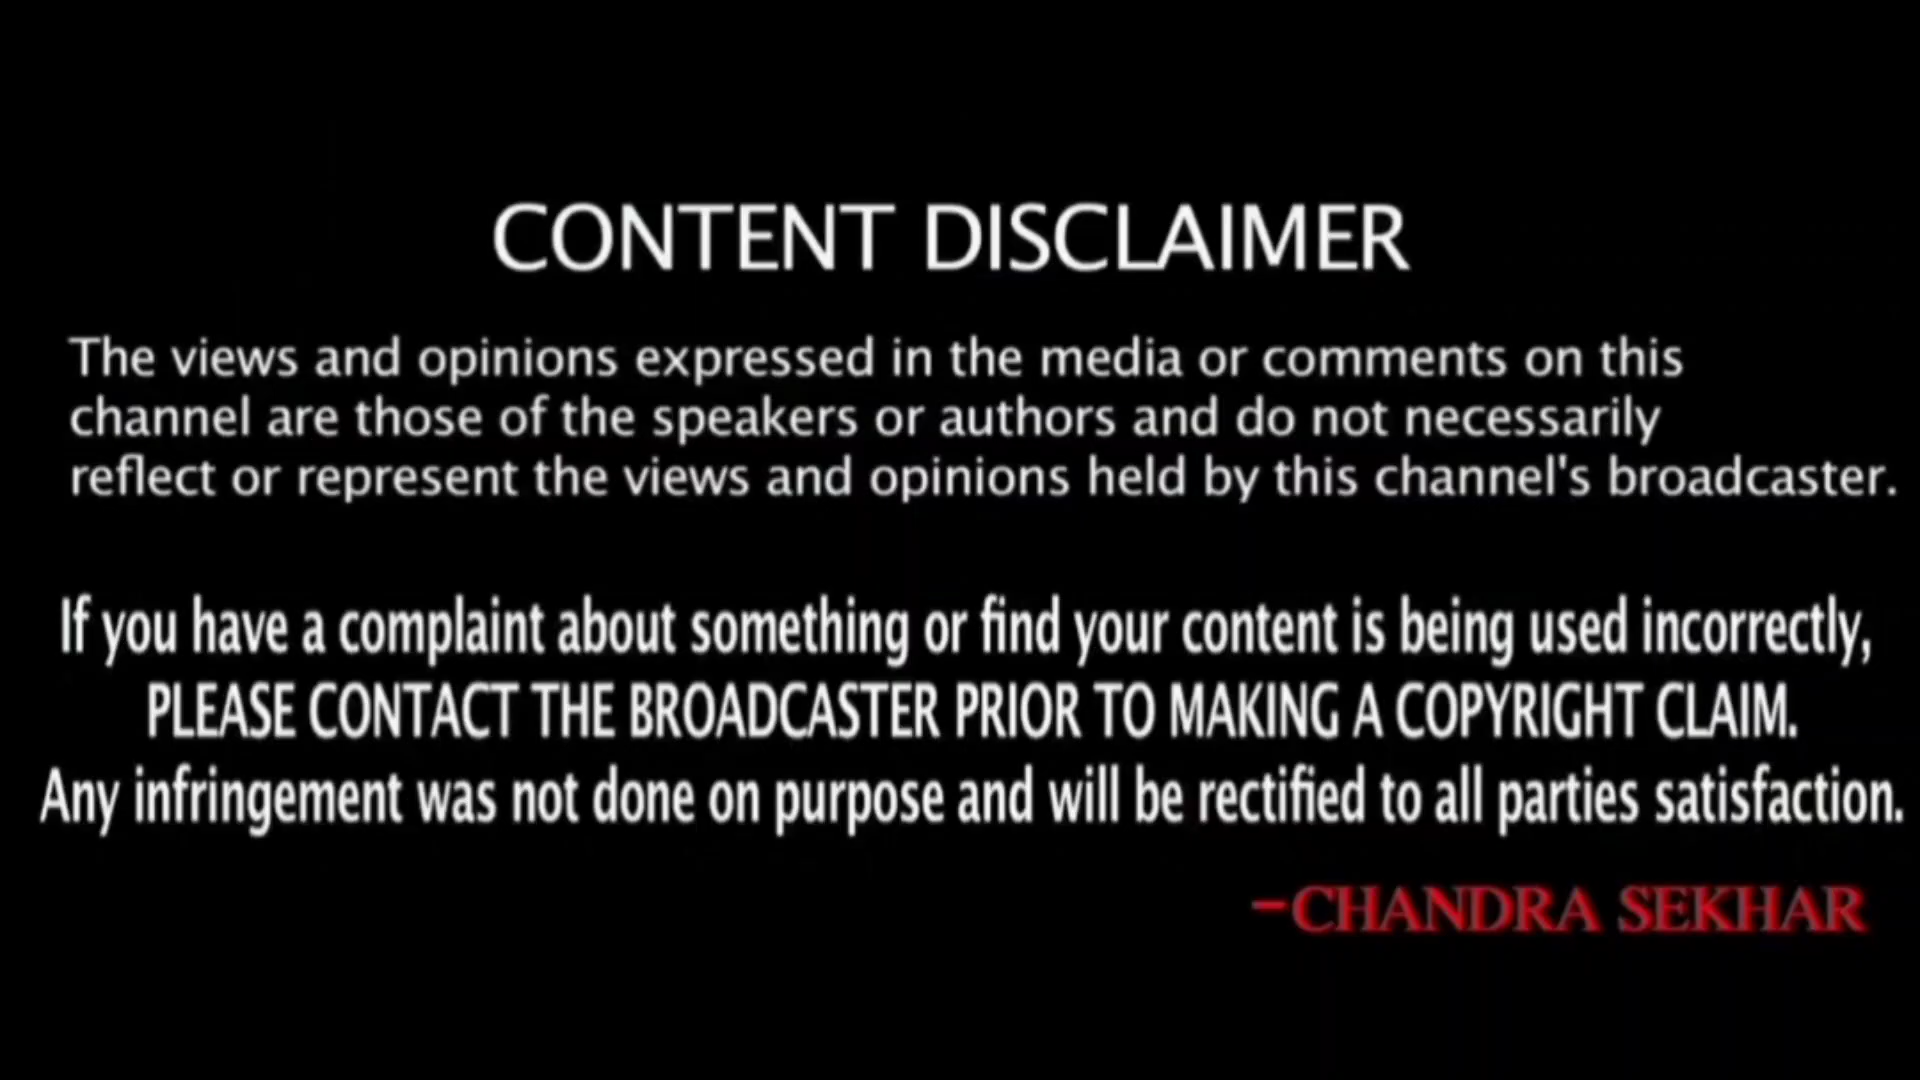 CONTENT DISCLAIMER
The views and opinions expressed in the media or comments on this
channel are those of the speakers or authors and do not necessarily
reflect or represent the views and opinions held by this channel's broadcaster.
If you have a complaint about something or find your content is being used incorrectly,
PLEASE CONTACT THE BROADCASTER PRIOR TO MAKING A COPYRIGHT CLAIM.
Any infringement was not done on purpose and will be rectified to all parties satisfaction.
-CHANDRA SEKHAR